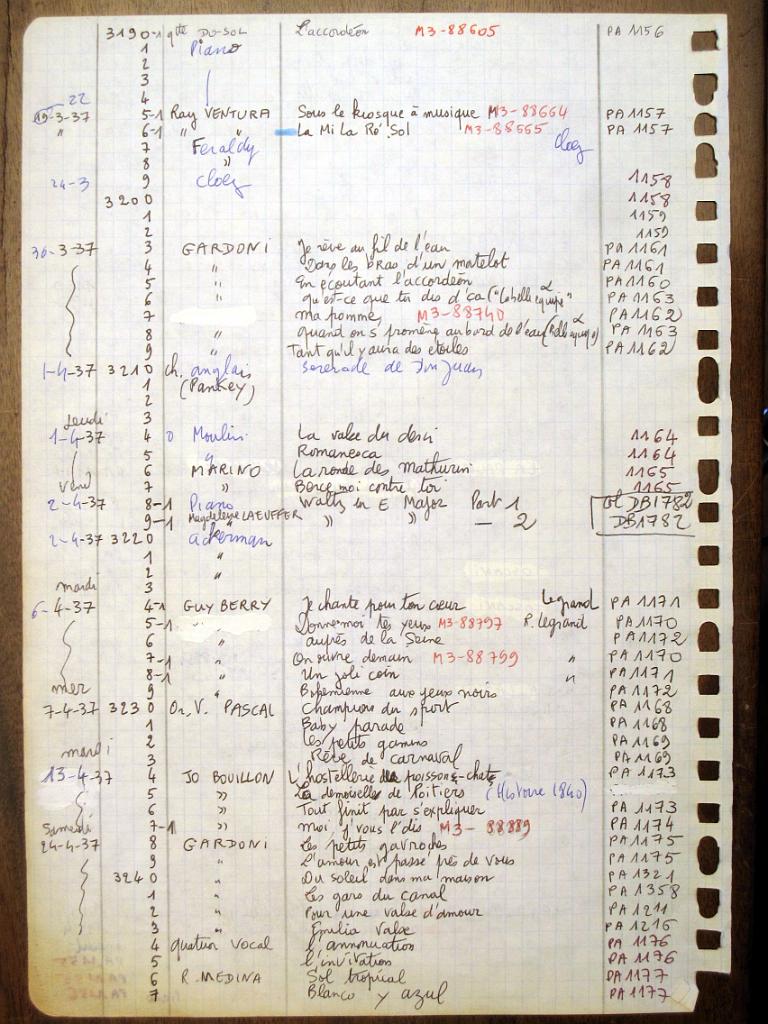 3190-1 qte DO-SOL L'accordéon M3-88605 PA 1156
1 Piano
2
3
22 4
19-3-37 5-1 Ray VENTURA Sous le kiosque à musique M3-88664 PA 1157
" 6-1 " " La Mi La Ré Sol M3-88665 PA 1157
7 Feraldy Cloez
8 "
24-3 9 Cloez 1158
3200 1158
1 1159
2 1159
30-3-37 3 GARDONI Je rêve au fil de l'eau PA 1161
4 " Dans les bras d'un matelot PA 1161
5 " En écoutant l'accordéon PA 1160
6 " qu'est-ce que tu dis d'ça ("La belle équipe" PA 1163
7 ma pomme, M3-88740 PA 1162
8 " quand on s'promène au bord de l'eau PA 1163
9 " Tant qu'il y aura des etoiles PA 1162
1-4-37 3210 ch. anglais serenade de
1 (Pankey)
2
Jeudi 3
1-4-37 4 0 Moulin La valse du 1164
5 " Romanesca 1164
6 MARINO La ronde des Mathurin 1165
Vend 7 " Berce moi contre toi 1165
2-4-37 8-1 Piano Waltz in E Major Part 1 DB1782
9-1 Magdeleine LAEUFFER " " — 2 DB1782
2-4-37 3220 Ackerman
1 "
2 "
mardi 3
6-4-37 4-1 GUY BERRY Je chante pour ton cœur Legrand PA 1171
5-1 Donne moi tes yeux M3-88797 R. Legrand PA 1170
6 " auprès de la Seine PA 1172
7-1 " On ouvre demain M3-88799 " PA 1170
8-1 " Un joli coin " PA 1171
mer 9 " Bohemienne aux yeux noirs PA 1172
7-4-37 3230 Or, V. PASCAL Champions du sport PA 1168
1 Baby parade PA 1168
2 Les petits gamins PA 1169
mardi 3 Rêve de carnaval PA 1169
13-4-37 4 JO BOUILLON L'hostellerie du poisson-chat PA 1173
5 " La demoiselle de Poitiers (Histoire 1840)
6 " Tout finit par s'expliquer PA 1173
Samedi 7-1 " moi, j'vous l'dis M3-88889 PA 1174
24-4-37 8 GARDONI Les petits gavroches PA 1175
9 " L'amour est passé près de vous PA 1175
3240 " Du soleil dans ma maison PA 1321
1 " Les gars du canal PA 1358
2 " Pour une valse d'amour PA 1211
3 " Emilia Valse PA 1216
4 quatuor vocal L'annonciation PA 1176
5 L'invitation PA 1176
6 R. MEDINA Sol tropical PA 1177
7 Blanco y azul PA 1177